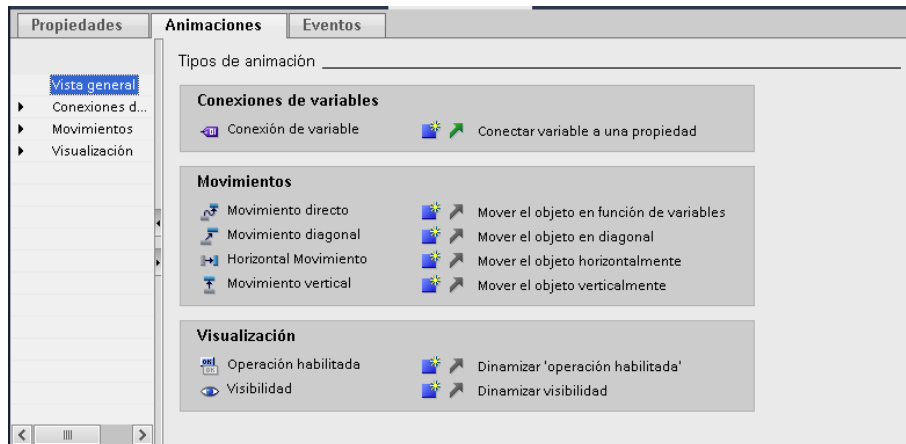 Propiedades Animaciones Eventos
Tipos de animación
Vista general
Conexiones d...
Movimientos
Visualización
Conexiones de variables
Conexión de variable Conectar variable a una propiedad
Movimientos
Movimiento directo Mover el objeto en función de variables
Movimiento diagonal Mover el objeto en diagonal
Horizontal Movimiento Mover el objeto horizontalmente
Movimiento vertical Mover el objeto verticalmente
Visualización
Operación habilitada Dinamizar 'operación habilitada'
Visibilidad Dinamizar visibilidad